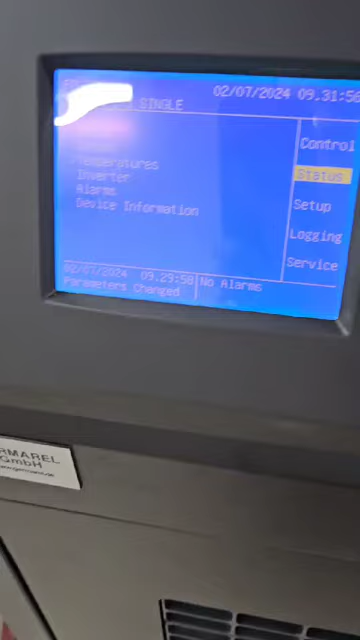 02/07/2024 09.31:56
SINGLE
Control
Temperatures
Status
Inverter
Alarms
Setup
Device Information
Logging
Service
02/07/2024 09.29:58 No Alarms
Parameters Changed
RMAREL
GmbH